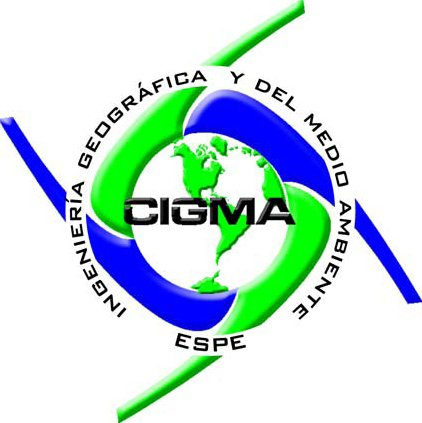 INGENIERÍA GEOGRÁFICA Y DEL MEDIO AMBIENTE
CIGMA
ESPE